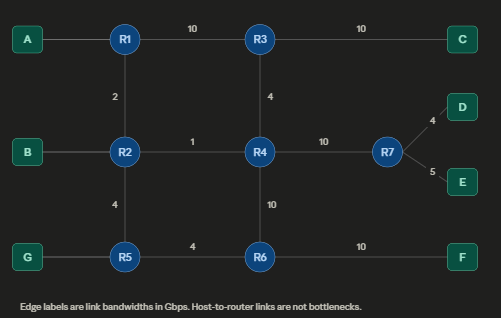 10 10
A R1 R3 C
2 4
4 D
1 10
B R2 R4 R7
5 E
4 10
4 10
G R5 R6 F
Edge labels are link bandwidths in Gbps. Host-to-router links are not bottlenecks.